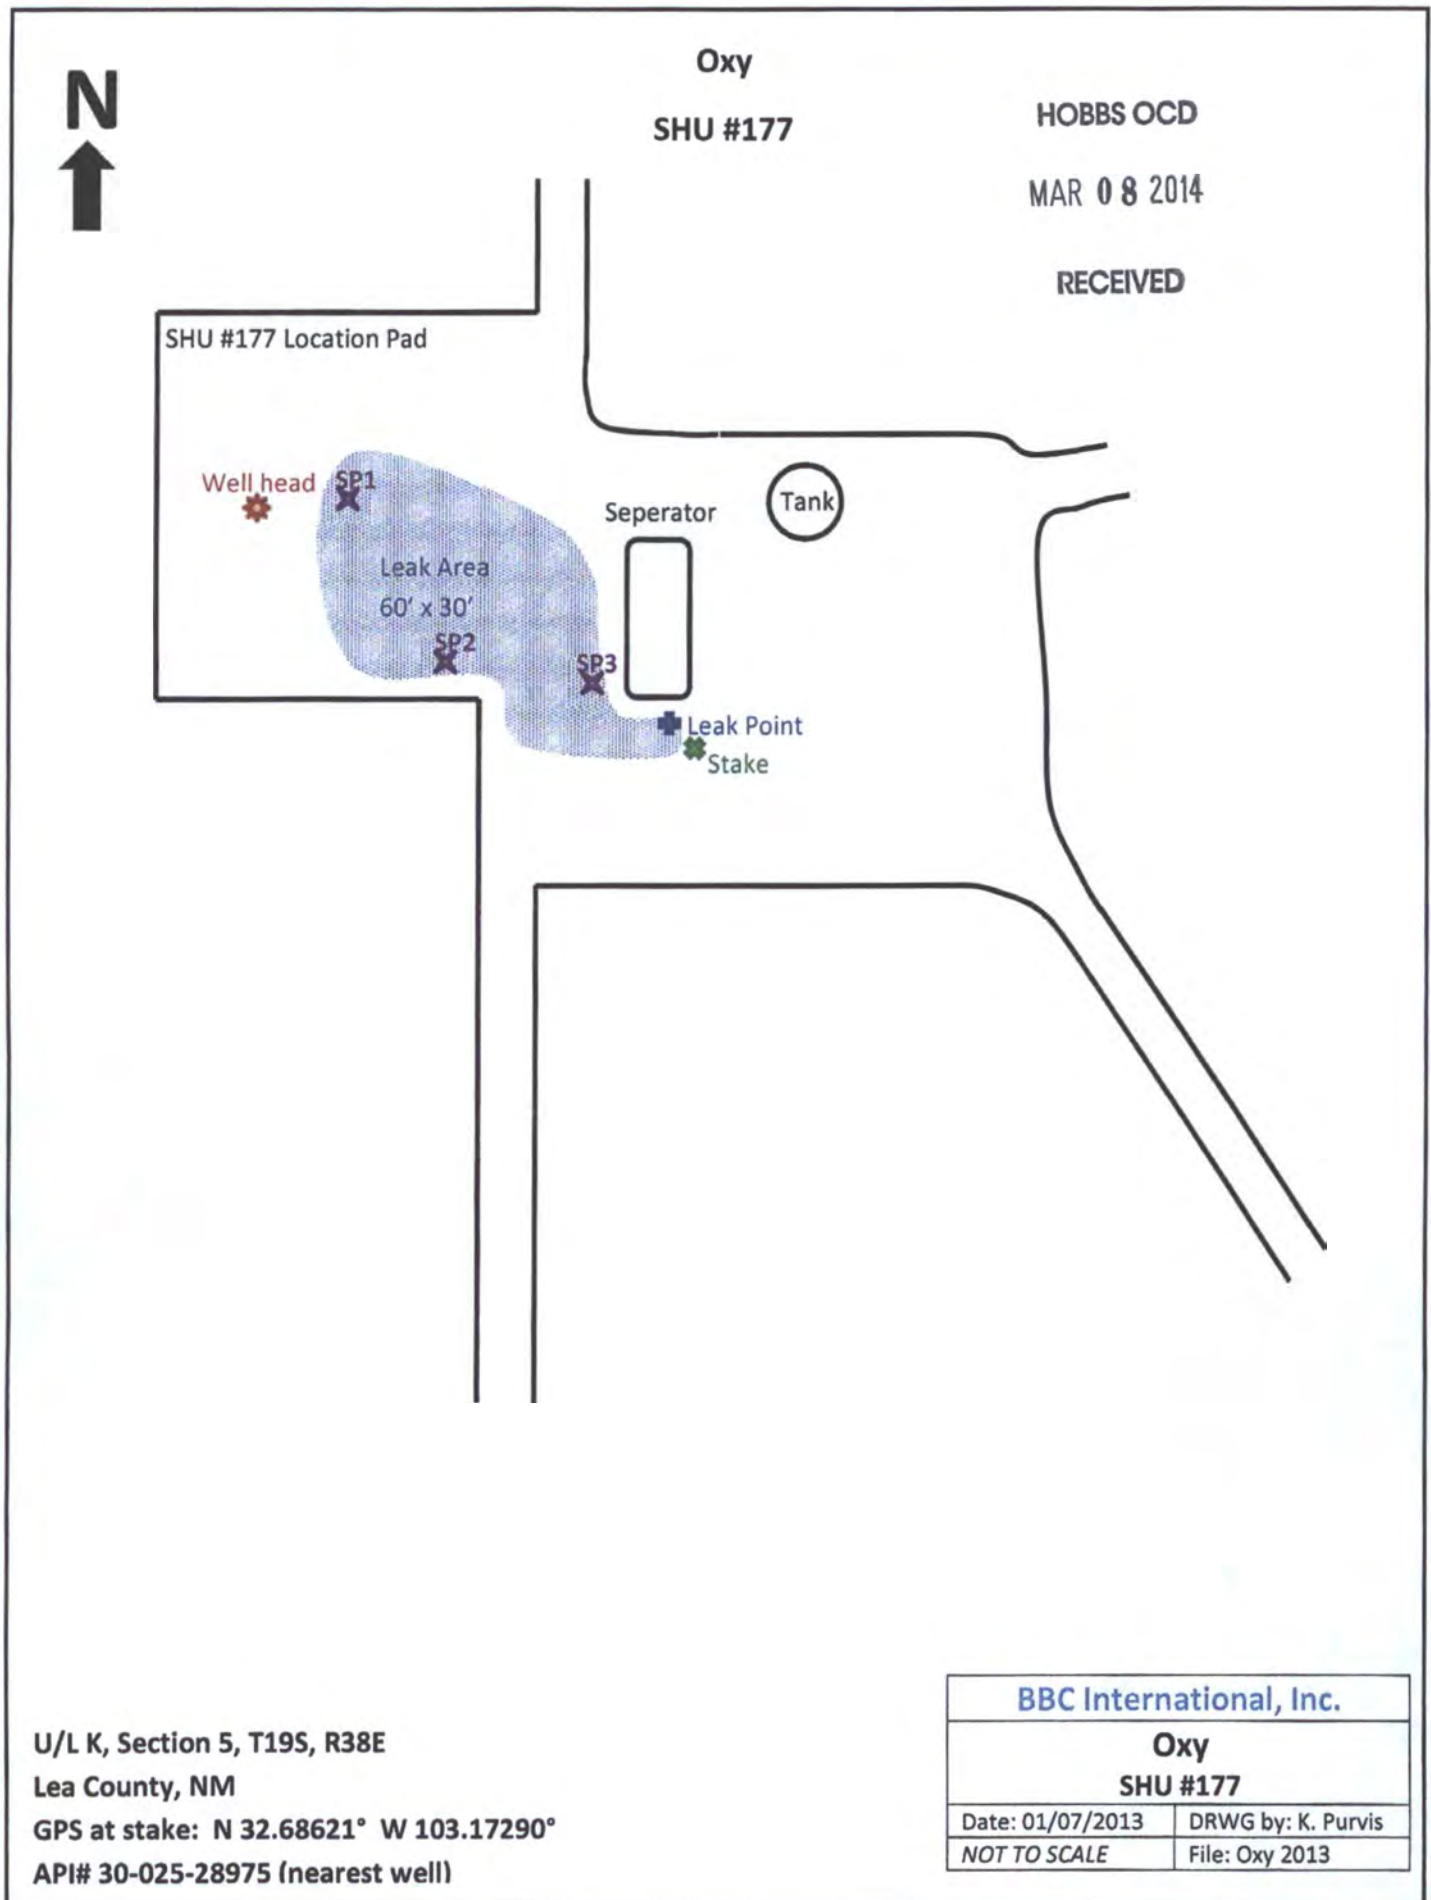 Oxy
SHU #177
N
HOBBS OCD
MAR 08 2014
RECEIVED
SHU #177 Location Pad
Well head
SP1
Tank
Seperator
Leak Area
60' x 30'
SP2
SP3
Leak Point
Stake
U/L K, Section 5, T19S, R38E
Lea County, NM
GPS at stake: N 32.68621° W 103.17290°
API# 30-025-28975 (nearest well)
BBC International, Inc.
Oxy
SHU #177
Date: 01/07/2013 DRWG by: K. Purvis
NOT TO SCALE File: Oxy 2013